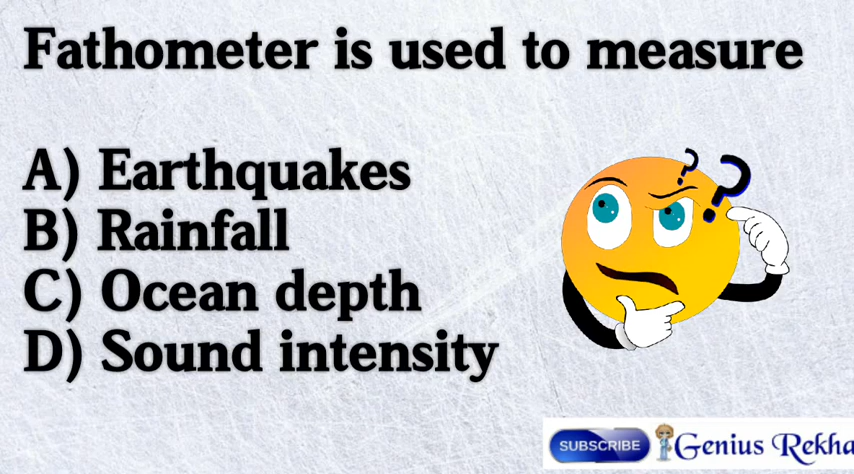 Fathometer is used to measure
A) Earthquakes
B) Rainfall
C) Ocean depth
D) Sound intensity
SUBSCRIBE Genius Rekha